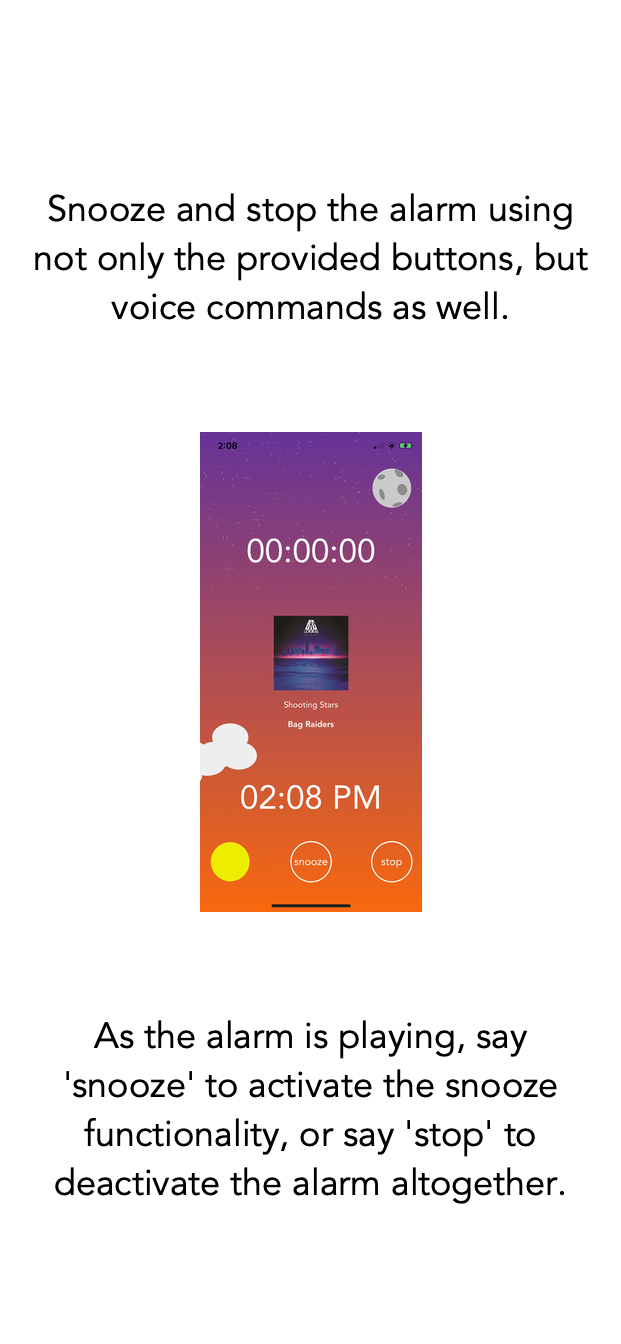 Snooze and stop the alarm using
not only the provided buttons, but
voice commands as well.
2:08
00:00:00
Shooting Stars
Bag Raiders
02:08 PM
snooze
stop
As the alarm is playing, say
'snooze' to activate the snooze
functionality, or say 'stop' to
deactivate the alarm altogether.